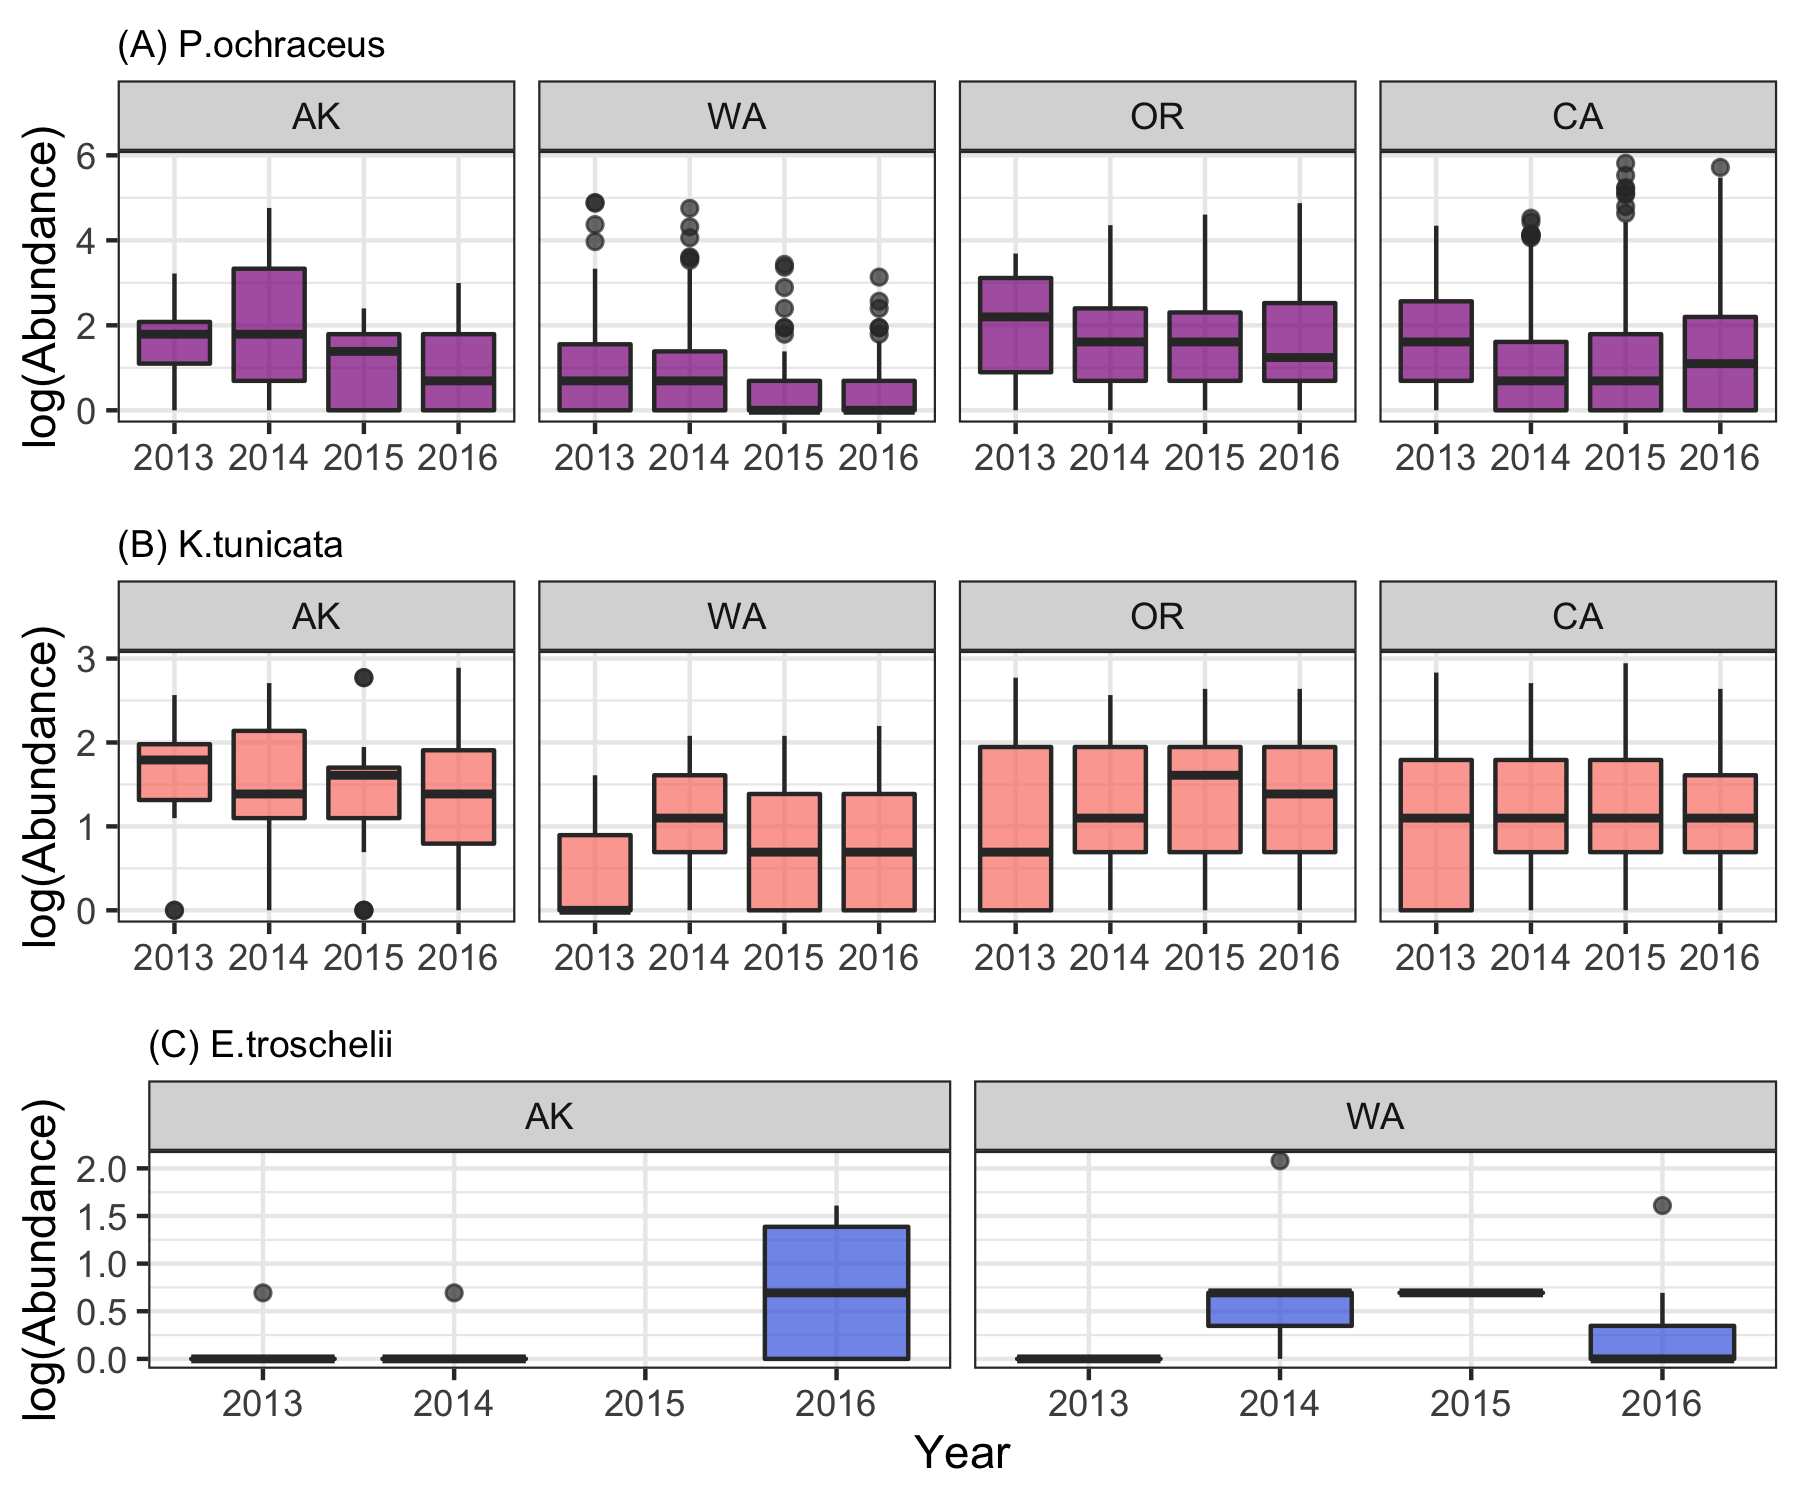 (A) P.ochraceus
AK WA OR CA
log(Abundance)
6
4
2
0
2013 2014 2015 2016 2013 2014 2015 2016 2013 2014 2015 2016 2013 2014 2015 2016
(B) K.tunicata
AK WA OR CA
log(Abundance)
3
2
1
0
2013 2014 2015 2016 2013 2014 2015 2016 2013 2014 2015 2016 2013 2014 2015 2016
(C) E.troschelii
AK WA
log(Abundance)
2.0
1.5
1.0
0.5
0.0
2013 2014 2015 2016 2013 2014 2015 2016
Year